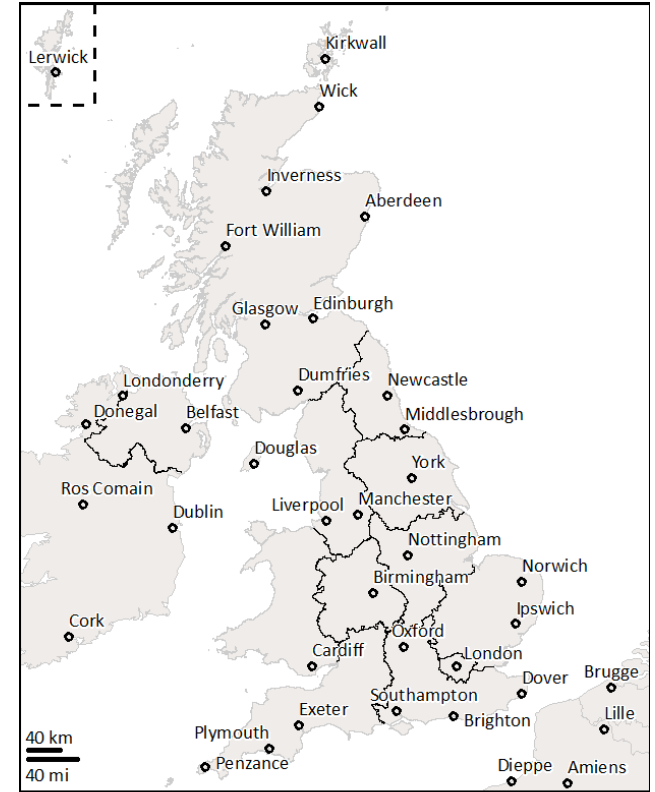 Kirkwall
Lerwick
Wick
Inverness
Aberdeen
Fort William
Edinburgh
Glasgow
Dumfries
Londonderry
Newcastle
Donegal
Belfast
Middlesbrough
Douglas
York
Ros Comain
Manchester
Liverpool
Dublin
Nottingham
Norwich
Birmingham
Ipswich
Cork
Oxford
Cardiff
London
Brugge
Dover
Southampton
Exeter
Lille
Brighton
Plymouth
40 km
Penzance
Dieppe
Amiens
40 mi